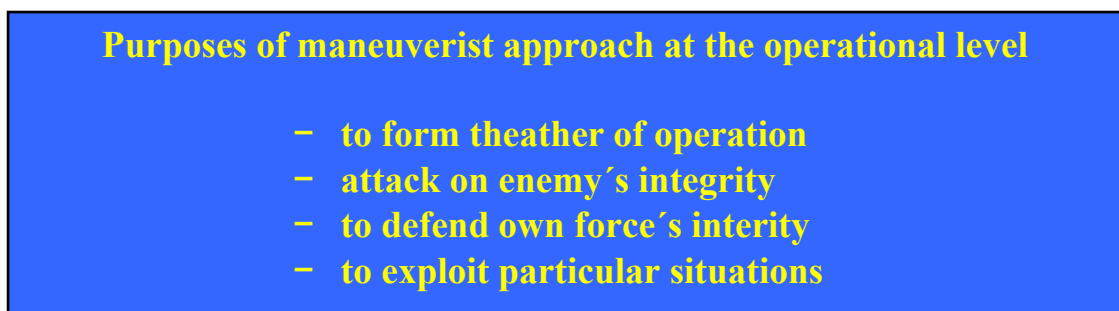 Purposes of maneuverist approach at the operational level
− to form theather of operation
− attack on enemy´s integrity
− to defend own force´s interity
− to exploit particular situations